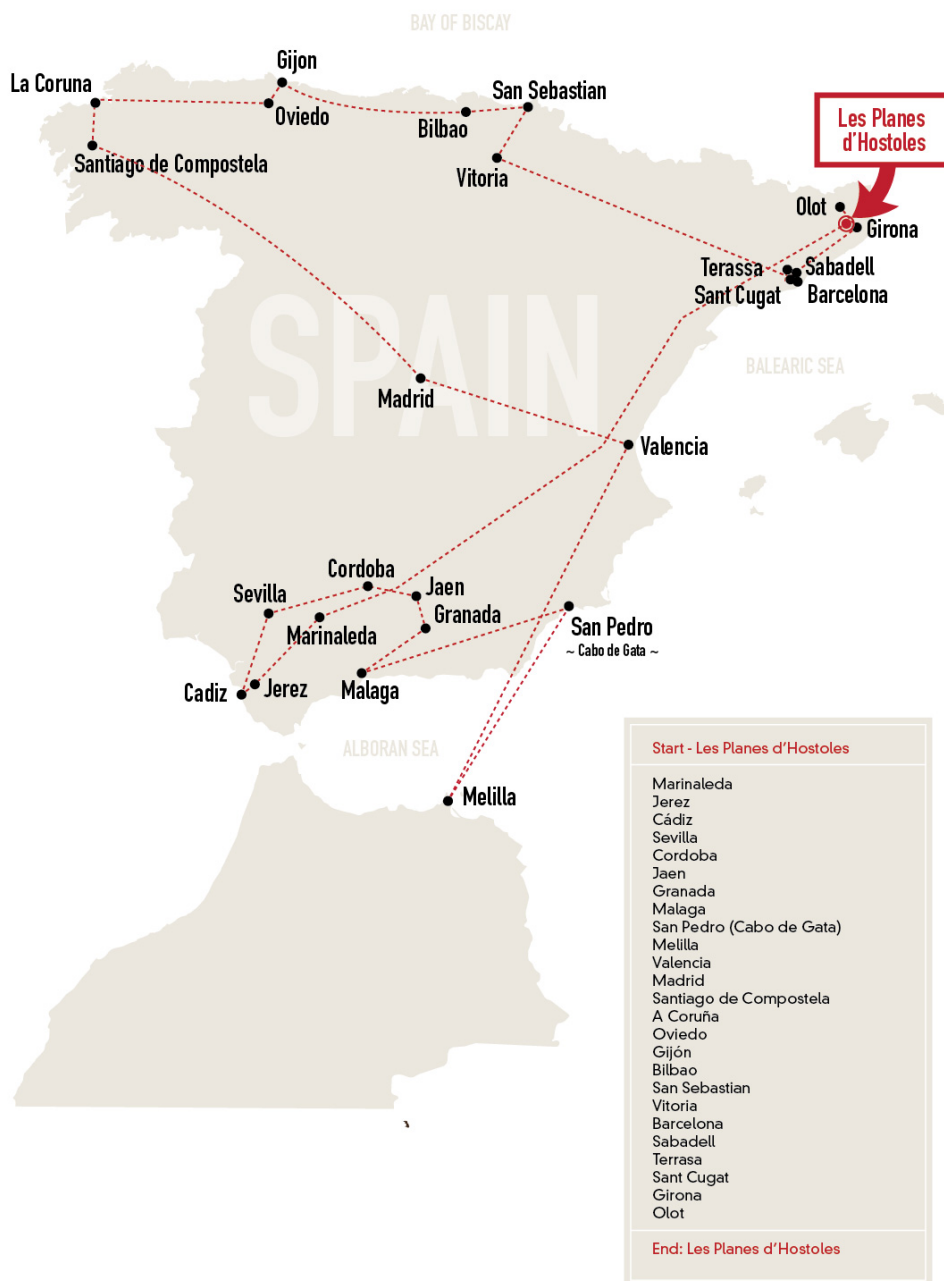 BAY OF BISCAY
Gijon
La Coruna
San Sebastian
Oviedo
Bilbao
Les Planes
d'Hostoles
Santiago de Compostela
Vitoria
Olot
Girona
Terassa
Sabadell
Sant Cugat
Barcelona
SPAIN
BALEARIC SEA
Madrid
Valencia
Cordoba
Jaen
Sevilla
Granada
Marinaleda
San Pedro
~ Cabo de Gata ~
Cadiz
Jerez
Malaga
ALBORAN SEA
Melilla
Start - Les Planes d'Hostoles
Marinaleda
Jerez
Cádiz
Sevilla
Cordoba
Jaen
Granada
Malaga
San Pedro (Cabo de Gata)
Melilla
Valencia
Madrid
Santiago de Compostela
A Coruña
Oviedo
Gijón
Bilbao
San Sebastian
Vitoria
Barcelona
Sabadell
Terrasa
Sant Cugat
Girona
Olot
End: Les Planes d'Hostoles